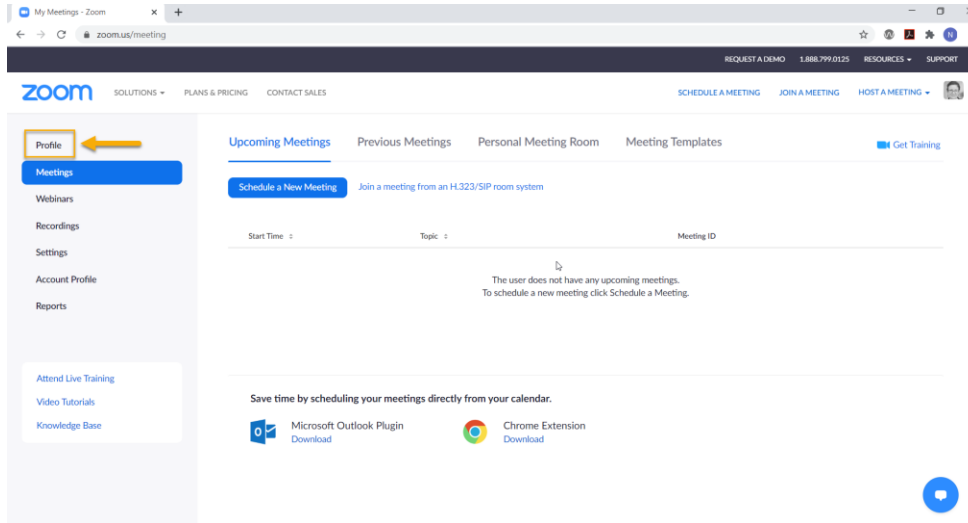 My Meetings - Zoom
zoom.us/meeting
N
REQUEST A DEMO 1.888.799.0125 RESOURCES SUPPORT
zoom SOLUTIONS PLANS & PRICING CONTACT SALES SCHEDULE A MEETING JOIN A MEETING HOST A MEETING
Profile
Meetings
Webinars
Recordings
Settings
Account Profile
Reports
Attend Live Training
Video Tutorials
Knowledge Base
Upcoming Meetings Previous Meetings Personal Meeting Room Meeting Templates Get Training
Schedule a New Meeting Join a meeting from an H.323/SIP room system
Start Time Topic Meeting ID
The user does not have any upcoming meetings.
To schedule a new meeting click Schedule a Meeting.
Save time by scheduling your meetings directly from your calendar.
Microsoft Outlook Plugin
Download
Chrome Extension
Download